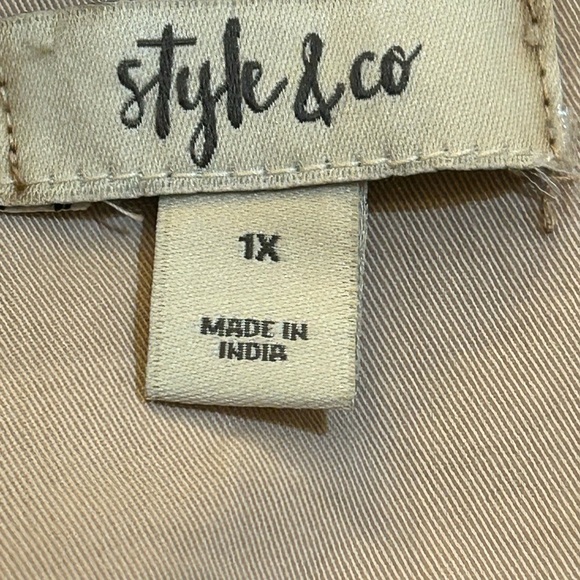 style & co
1X
MADE IN
INDIA